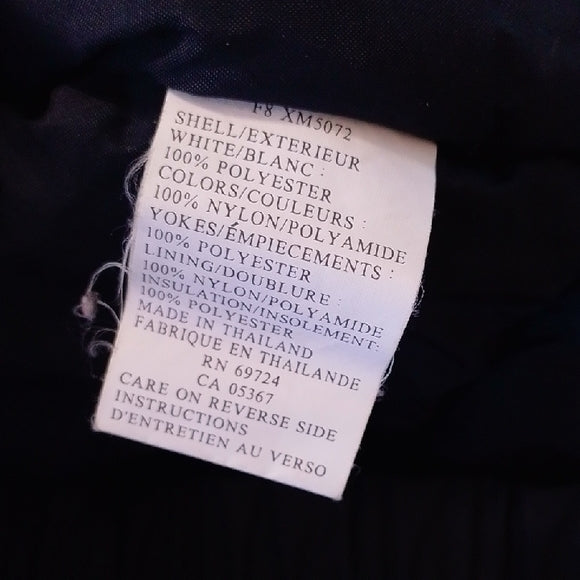 F8 XM5072
SHELL/EXTERIEUR
WHITE/BLANC :
100% POLYESTER
COLORS/COULEURS :
100% NYLON/POLYAMIDE
YOKES/ÉMPIECEMENTS :
100% POLYESTER
LINING/DOUBLURE :
100% NYLON/POLYAMIDE
INSULATION/INSOLEMENT:
100% POLYESTER
MADE IN THAILAND
FABRIQUE EN THAILANDE
RN 69724
CA 05367
CARE ON REVERSE SIDE
INSTRUCTIONS
D'ENTRETIEN AU VERSO